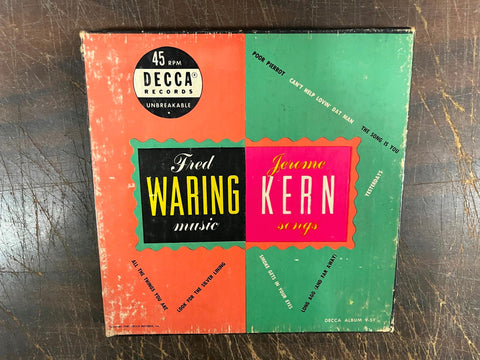 45 RPM
DECCA®
RECORDS
UNBREAKABLE
POOR PIERROT
CAN'T HELP LOVIN' DAT MAN
THE SONG IS YOU
YESTERDAYS
Fred
WARING
music
Jerome
KERN
songs
ALL THE THINGS YOU ARE
LOOK FOR THE SILVER LINING
SMOKE GETS IN YOUR EYES
LONG AGO (AND FAR AWAY)
DECCA ALBUM